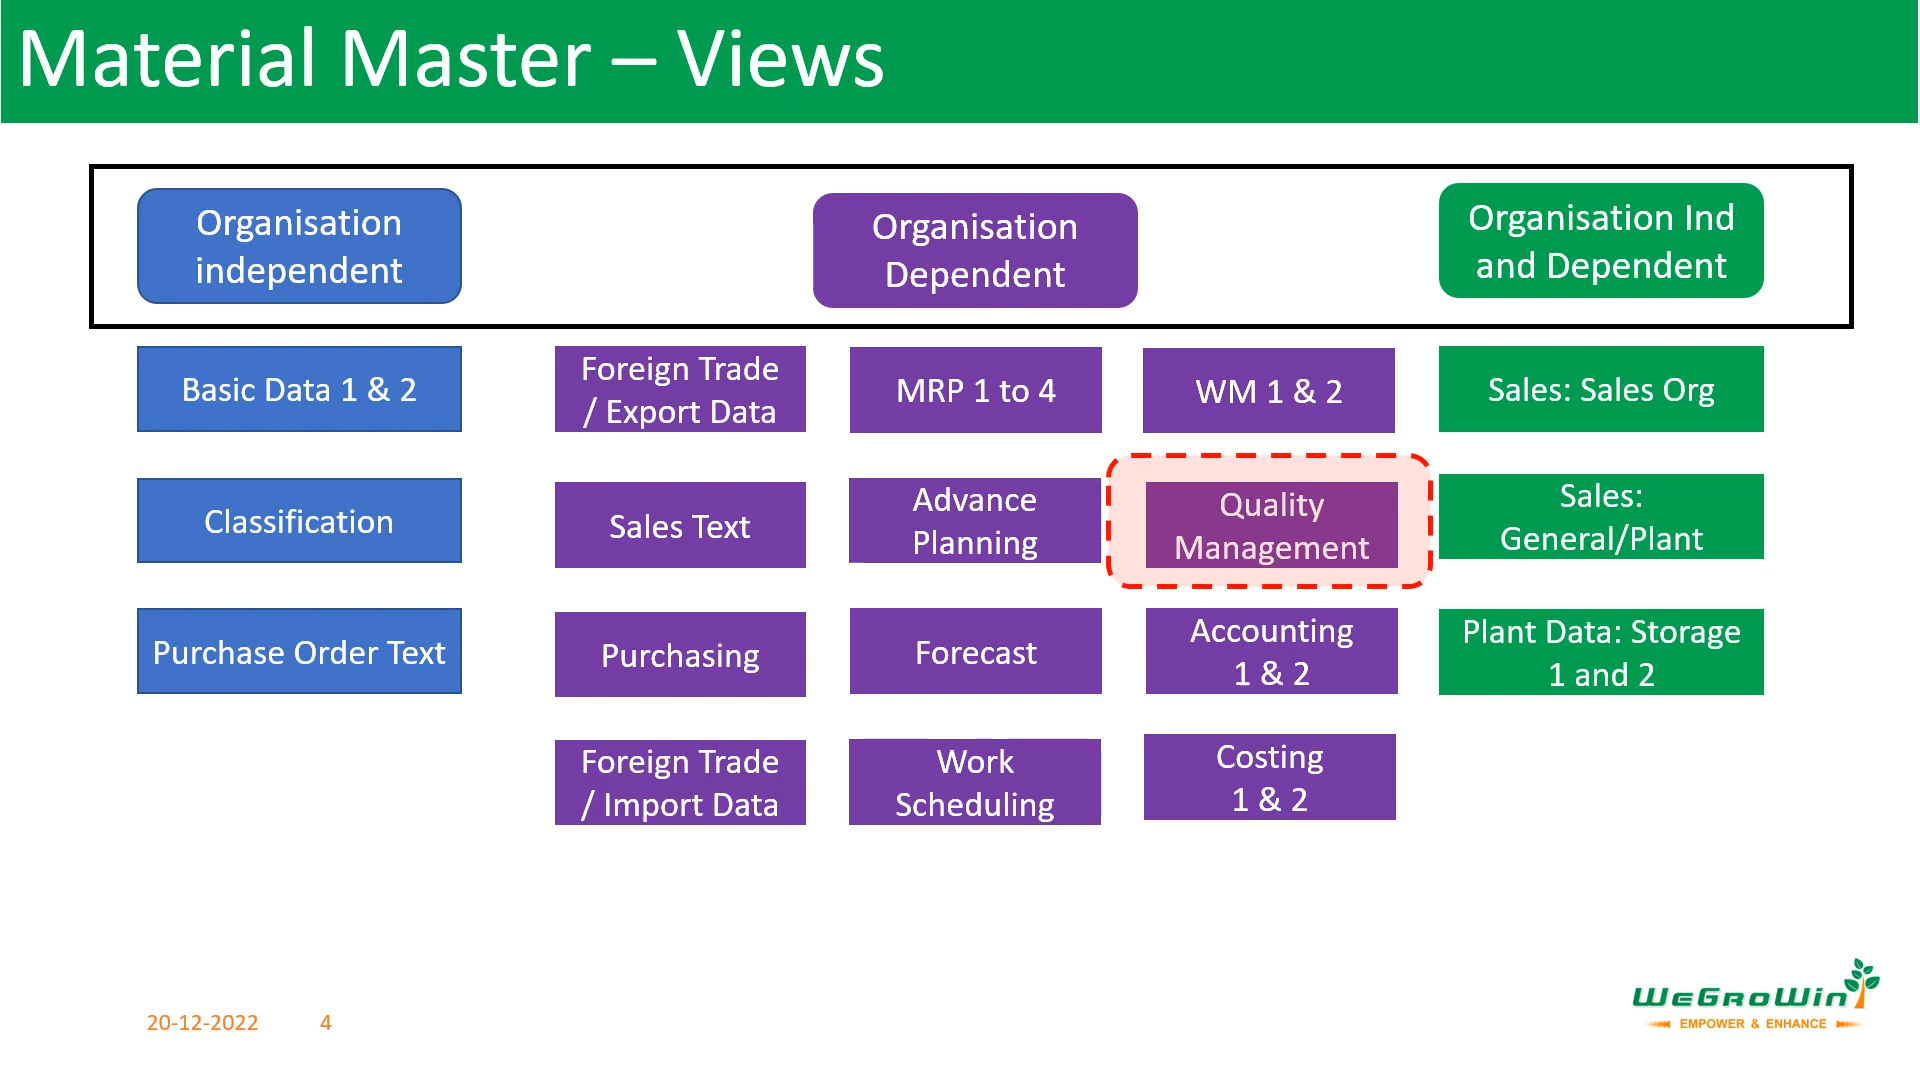 Material Master – Views
Organisation
independent
Organisation
Dependent
Organisation Ind
and Dependent
Basic Data 1 & 2
Foreign Trade
/ Export Data
MRP 1 to 4
WM 1 & 2
Sales: Sales Org
Classification
Sales Text
Advance
Planning
Quality
Management
Sales:
General/Plant
Purchase Order Text
Purchasing
Forecast
Accounting
1 & 2
Plant Data: Storage
1 and 2
Foreign Trade
/ Import Data
Work
Scheduling
Costing
1 & 2
20-12-2022
4
WeGroWin
EMPOWER & ENHANCE